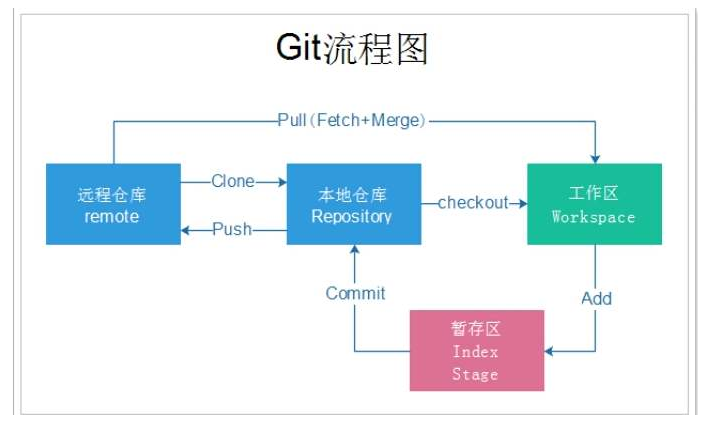 Git流程图
Pull(Fetch+Merge)
远程仓库
remote
Clone
Push
本地仓库
Repository
checkout
工作区
Workspace
Commit
Add
暂存区
Index
Stage